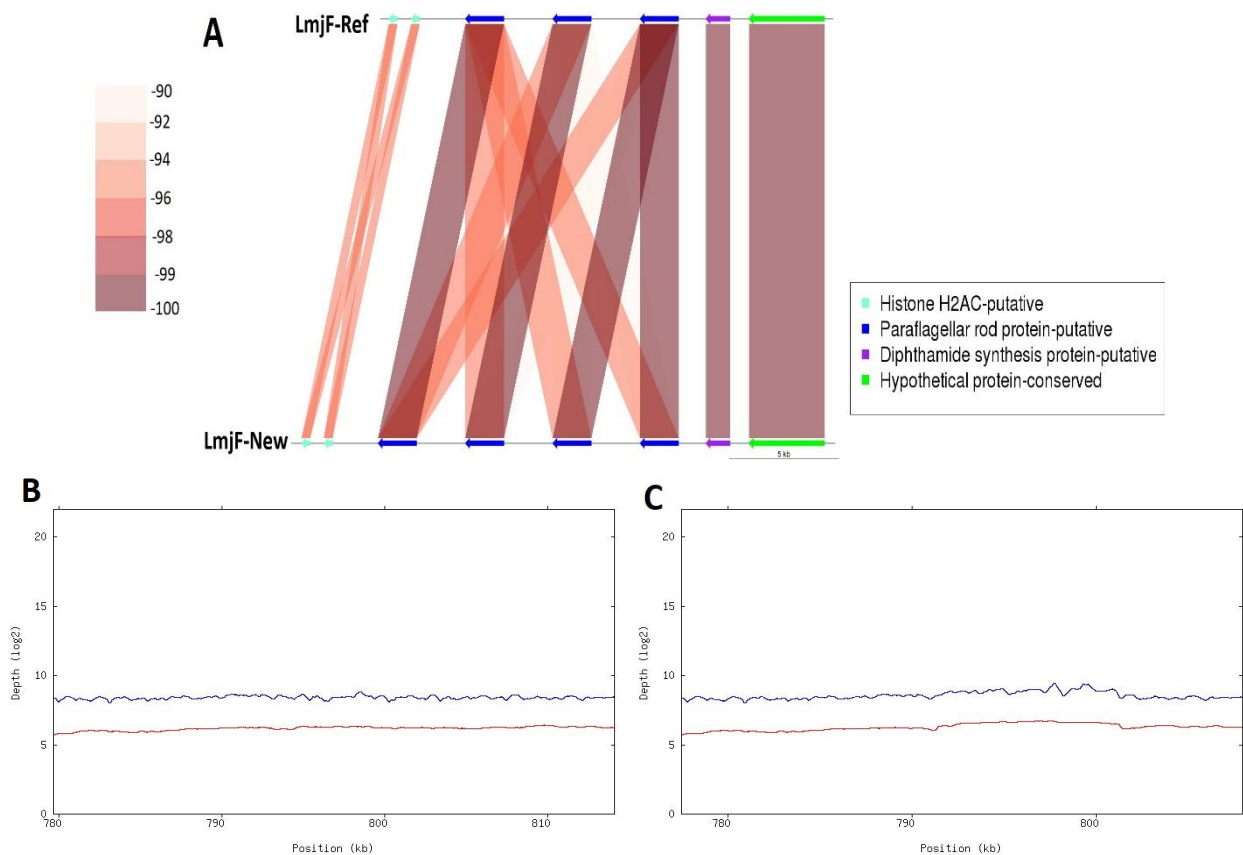 A
LmjF-Ref
-90
-92
-94
-96
-98
-99
-100
Histone H2AC-putative
Paraflagellar rod protein-putative
Diphthamide synthesis protein-putative
Hypothetical protein-conserved
LmjF-New
5 kb
B
20
15
10
5
0
Depth (log2)
780
790
800
810
Position (kb)
C
20
15
10
5
0
Depth (log2)
780
790
800
Position (kb)